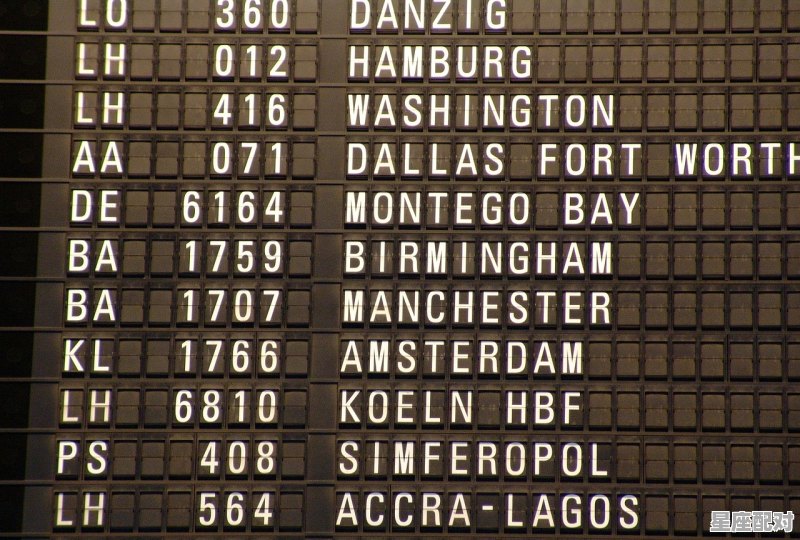 LO 360 DANZIG
LH 012 HAMBURG
LH 416 WASHINGTON
AA 071 DALLAS FORT WORTH
DE 6164 MONTEGO BAY
BA 1759 BIRMINGHAM
BA 1707 MANCHESTER
KL 1766 AMSTERDAM
LH 6810 KOELN HBF
PS 408 SIMFEROPOL
LH 564 ACCRA-LAGOS
星座配对